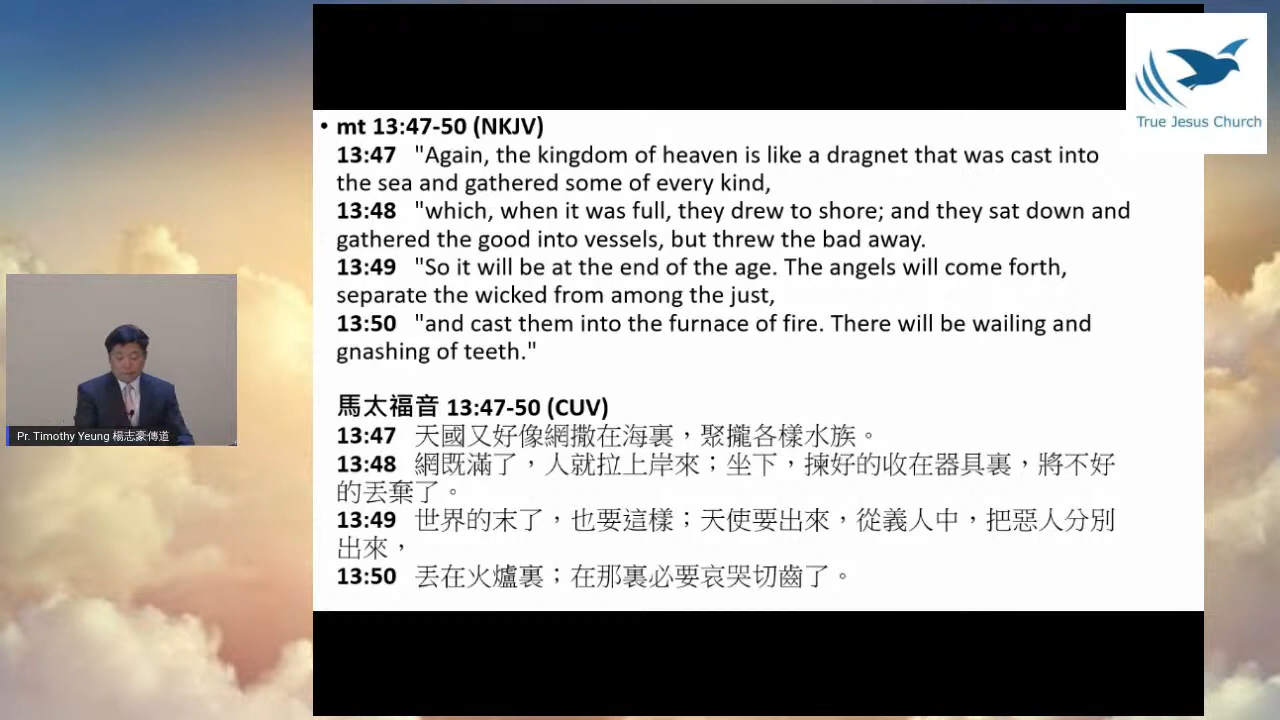 True Jesus Church
• mt 13:47-50 (NKJV)
13:47 "Again, the kingdom of heaven is like a dragnet that was cast into
the sea and gathered some of every kind,
13:48 "which, when it was full, they drew to shore; and they sat down and
gathered the good into vessels, but threw the bad away.
13:49 "So it will be at the end of the age. The angels will come forth,
separate the wicked from among the just,
13:50 "and cast them into the furnace of fire. There will be wailing and
gnashing of teeth."
馬太福音 13:47-50 (CUV)
13:47 天國又好像網撒在海裏，聚攏各樣水族。
13:48 網既滿了，人就拉上岸來；坐下，揀好的收在器具裏，將不好
的丟棄了。
13:49 世界的末了，也要這樣；天使要出來，從義人中，把惡人分別
出來，
13:50 丟在火爐裏；在那裏必要哀哭切齒了。
Pr. Timothy Yeung 楊志豪傳道